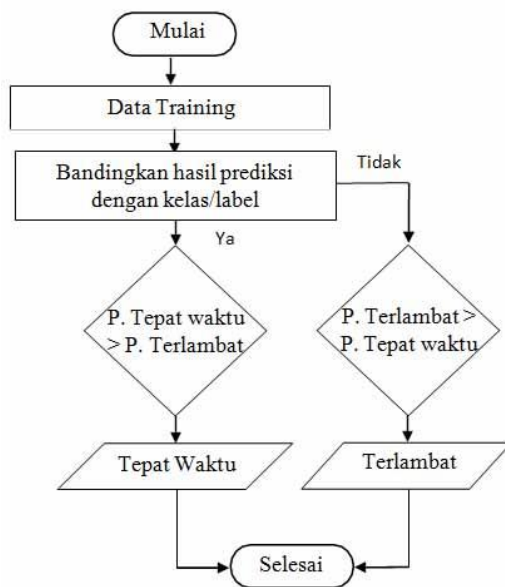 Mulai
Data Training
Bandingkan hasil prediksi
dengan kelas/label
Tidak
Ya
P. Tepat waktu
> P. Terlambat
P. Terlambat >
P. Tepat waktu
Tepat Waktu
Terlambat
Selesai